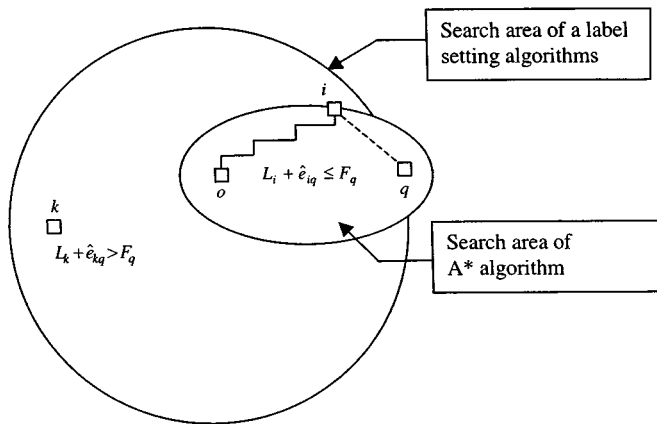 Search area of a label
setting algorithms
i
o
L_i + ê_iq ≤ F_q
q
k
L_k + ê_kq > F_q
Search area of
A* algorithm